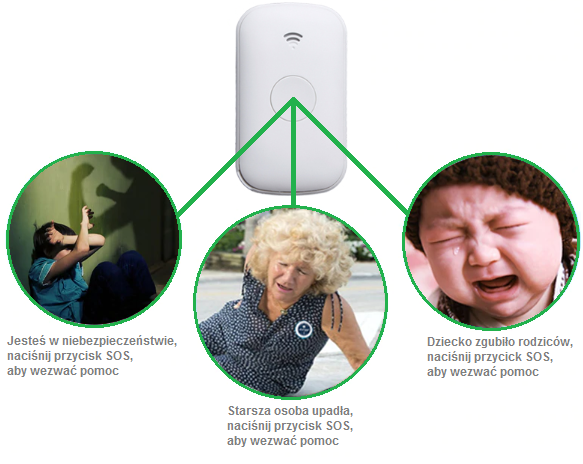 Jesteś w niebezpieczeństwie,
naciśnij przycisk SOS,
aby wezwać pomoc
Starsza osoba upadła,
naciśnij przycisk SOS,
aby wezwać pomoc
Dziecko zgubiło rodziców,
naciśnij przycick SOS,
aby wezwać pomoc